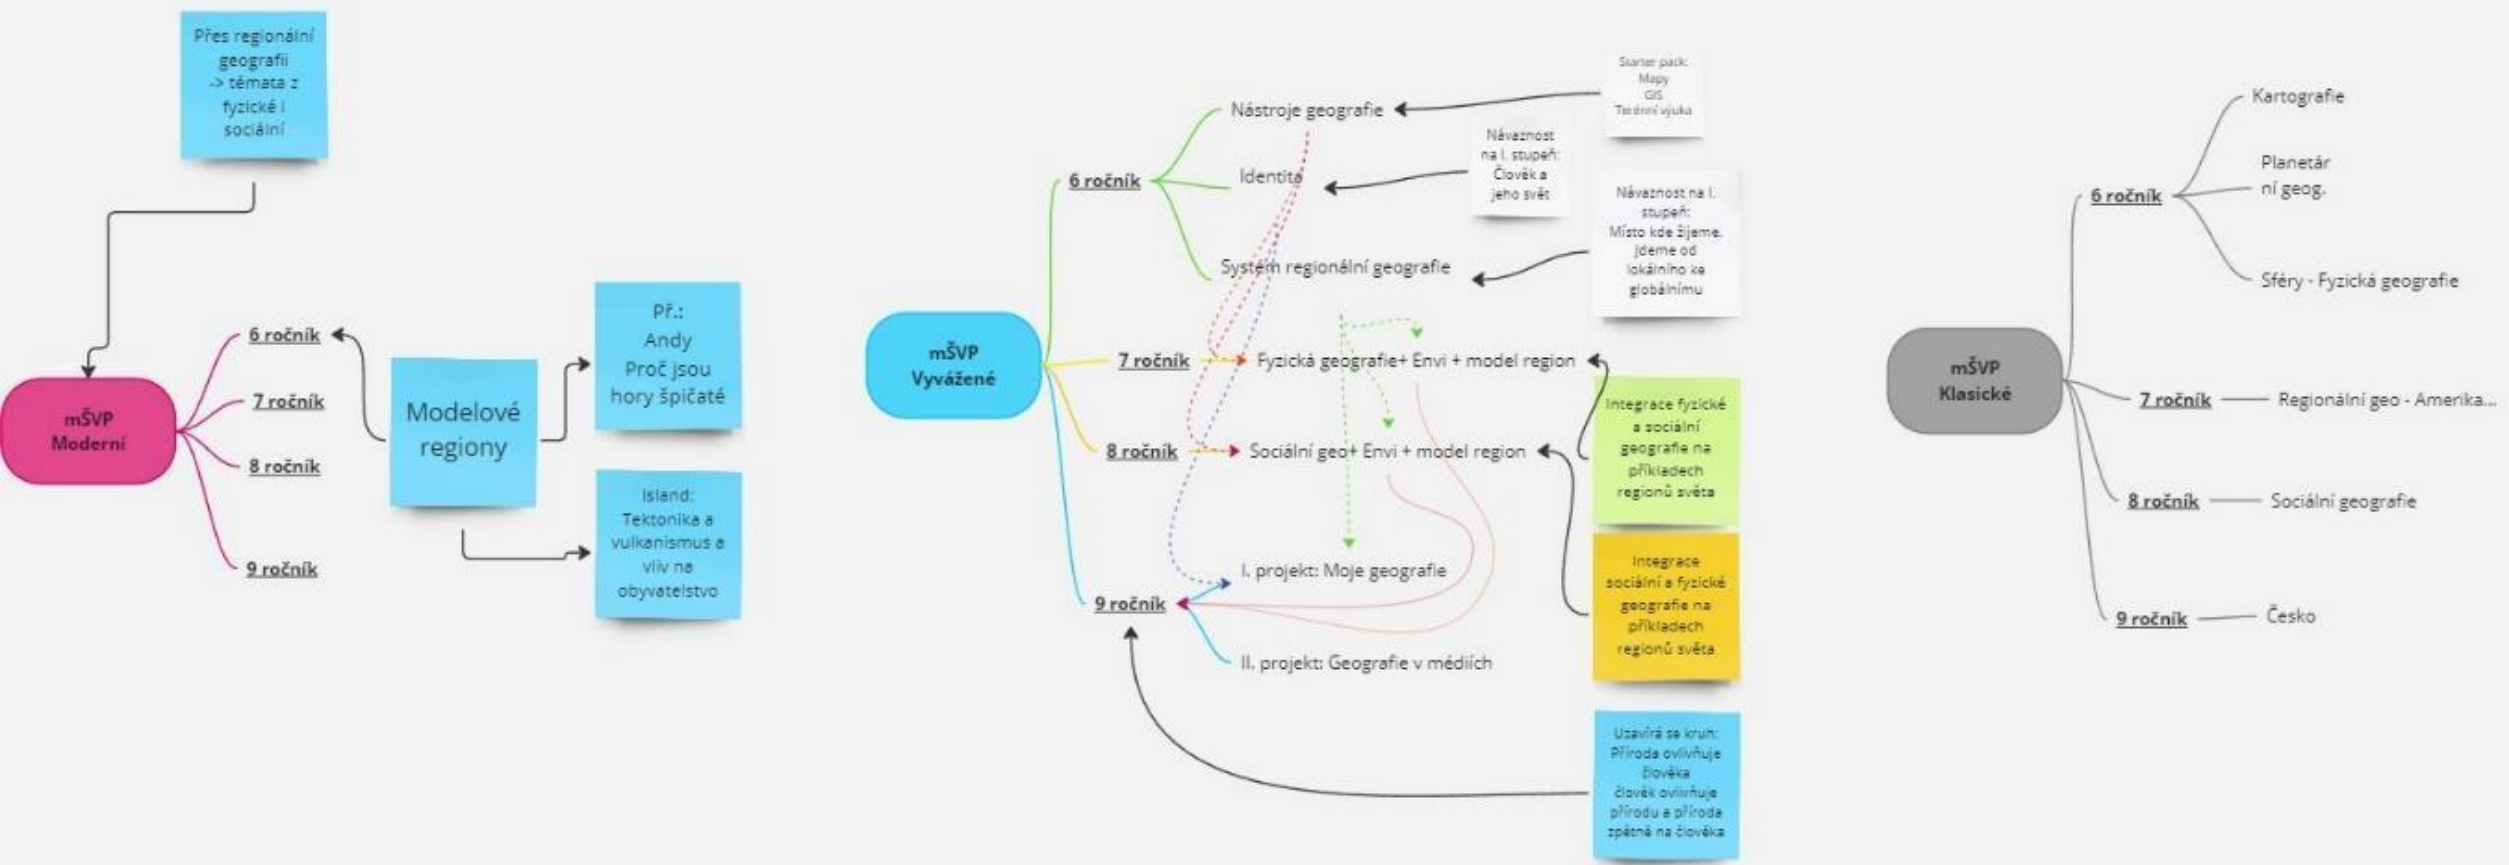 Přes regionální
geografii
-> témata z
fyzické i
sociální
mŠVP
Moderní
6 ročník
7 ročník
8 ročník
9 ročník
Modelové
regiony
Př.:
Andy
Proč jsou
hory špičaté
Island:
Tektonika a
vulkanismus a
vliv na
obyvatelstvo
mŠVP
Vyvážené
6 ročník
Nástroje geografie
Identita
Systém regionální geografie
Starter pack:
Mapy
GIS
Terénní výuka
Návaznost
na I. stupeň:
Člověk a
jeho svět
Návaznost na I.
stupeň:
Místo kde žijeme.
Jdeme od
lokálního ke
globálnímu
7 ročník
Fyzická geografie+ Envi + model region
8 ročník
Sociální geo+ Envi + model region
Integrace fyzické
a sociální
geografie na
příkladech
regionů světa
Integrace
sociální a fyzické
geografie na
příkladech
regionů světa
9 ročník
I. projekt: Moje geografie
II. projekt: Geografie v médiích
Uzavírá se kruh:
Příroda ovlivňuje
člověka
člověk ovlivňuje
přírodu a příroda
zpětně na člověka
mŠVP
Klasické
6 ročník
Kartografie
Planetár
ní geog.
Sféry - Fyzická geografie
7 ročník
Regionální geo - Amerika...
8 ročník
Sociální geografie
9 ročník
Česko